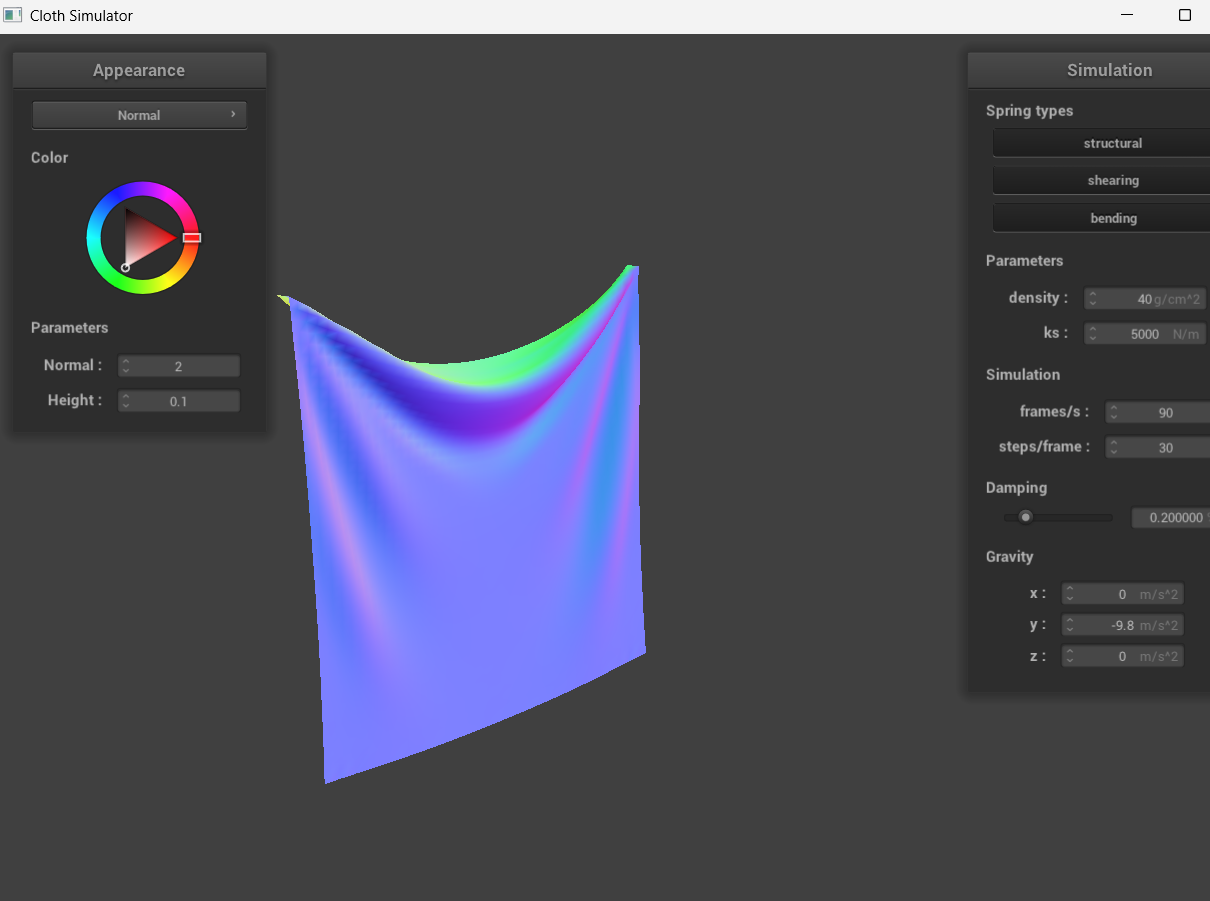 Cloth Simulator
Appearance
Normal
Color
Parameters
Normal : 2
Height : 0.1
Simulation
Spring types
structural
shearing
bending
Parameters
density : 40 g/cm^2
ks : 5000 N/m
Simulation
frames/s : 90
steps/frame : 30
Damping
0.200000
Gravity
x : 0 m/s^2
y : -9.8 m/s^2
z : 0 m/s^2